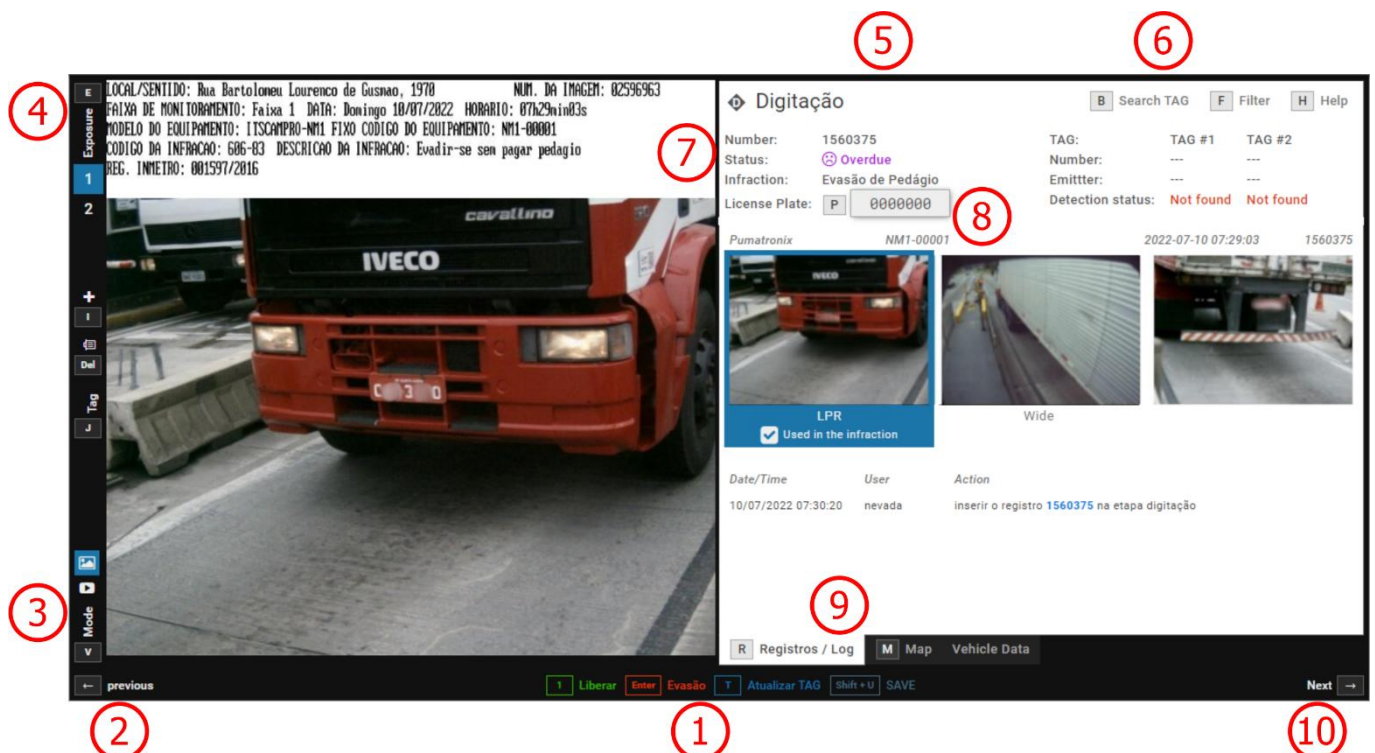 5
6
4
E
Exposure
1
2
+
I
Del
Tag
J
3
Mode
V
LOCAL/SENTIDO: Rua Bartolomeu Lourenco de Gusmao, 1970 NUM. DA IMAGEM: 02596963
FAIXA DE MONITORAMENTO: Faixa 1 DATA: Domingo 10/07/2022 HORARIO: 07h29min03s
MODELO DO EQUIPAMENTO: ITSCAMPRO-NM1 FIXO CODIGO DO EQUIPAMENTO: NM1-00001
CODIGO DA INFRACAO: 606-83 DESCRICAO DA INFRACAO: Evadir-se sem pagar pedagio
REG. INMETRO: 001597/2016
cavallino
IVECO
7
D Digitação
B Search TAG F Filter H Help
Number: 1560375
Status: Overdue
Infraction: Evasão de Pedágio
License Plate: P 0000000
8
TAG: TAG #1 TAG #2
Number: --- ---
Emittter: --- ---
Detection status: Not found Not found
Pumatronix NM1-00001 2022-07-10 07:29:03 1560375
IVECO
LPR
Used in the infraction
Wide
Date/Time User Action
10/07/2022 07:30:20 nevada inserir o registro 1560375 na etapa digitação
9
R Registros / Log M Map Vehicle Data
← previous
1 Liberar Enter Evasão T Atualizar TAG Shift + U SAVE
Next →
2
1
10